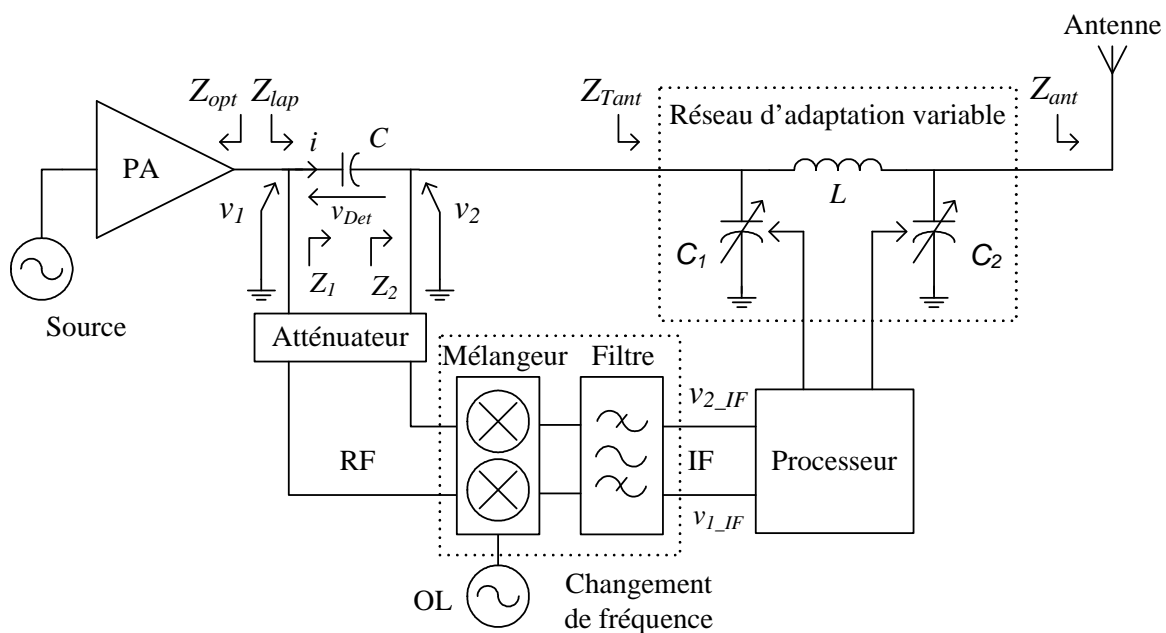 Antenne
Z_opt
Z_lap
Z_Tant
Z_ant
Réseau d'adaptation variable
PA
i
C
v_1
v_Det
v_2
L
Z_1
Z_2
C_1
C_2
Source
Atténuateur
Mélangeur
Filtre
v_2_IF
RF
IF
Processeur
v_1_IF
OL
Changement
de fréquence